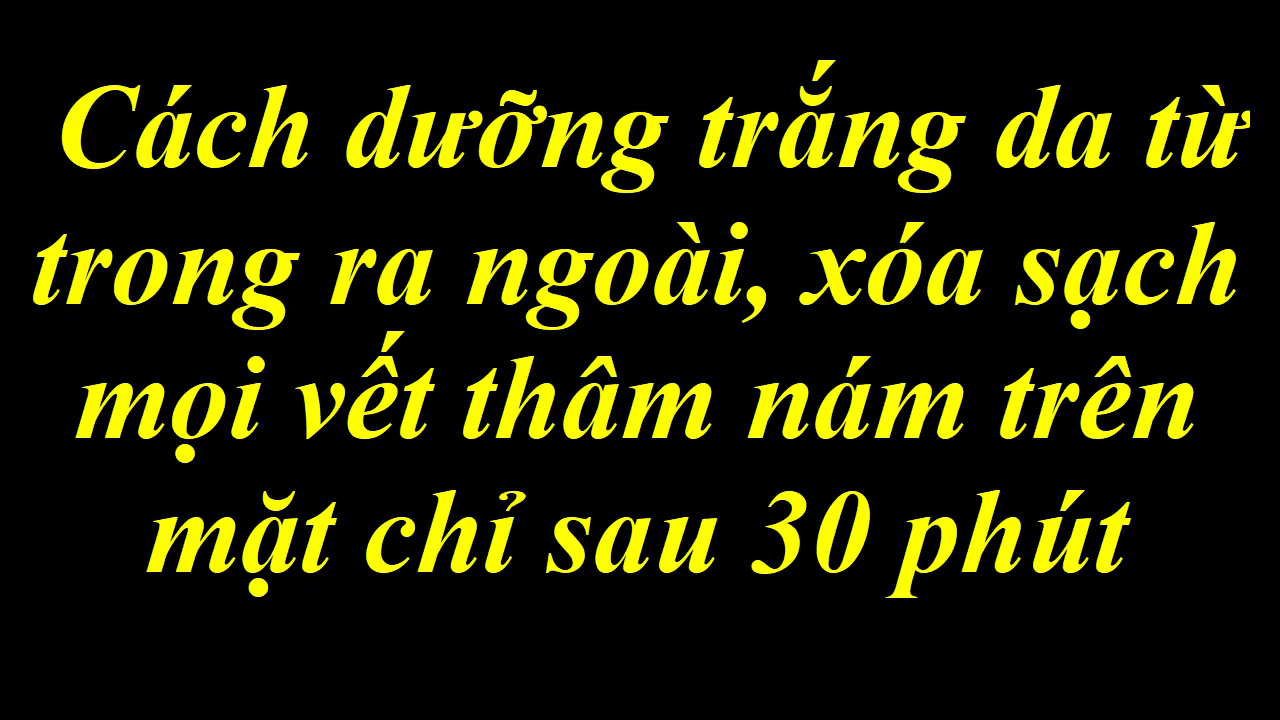 Cách dưỡng trắng da từ
trong ra ngoài, xóa sạch
mọi vết thâm nám trên
mặt chỉ sau 30 phút